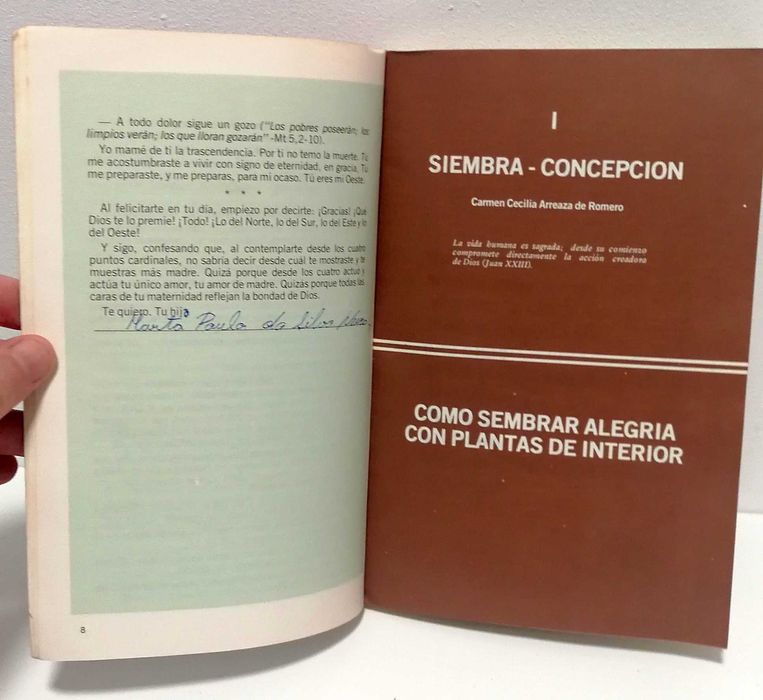 — A todo dolor sigue un gozo ("Los pobres poseerán; los
limpios verán; los que lloran gozarán" -Mt 5,2-10).
Yo mamé de ti la trascendencia. Por ti no temo la muerte. Tú
me acostumbraste a vivir con signo de eternidad, en gracia. Tú
me preparaste, y me preparas, para mi ocaso. Tú eres mi Oeste.
* * *
Al felicitarte en tu día, empiezo por decirte: ¡Gracias! ¡Que
Dios te lo premie! ¡Todo! ¡Lo del Norte, lo del Sur, lo del Este y lo
del Oeste!
Y sigo, confesando que, al contemplarte desde los cuatro
puntos cardinales, no sabría decir desde cuál te mostraste y te
muestras más madre. Quizá porque desde los cuatro actuó y
actúa tu único amor, tu amor de madre. Quizás porque todas las
caras de tu maternidad reflejan la bondad de Dios.
Te quiero. Tu hija
Marta Paula da Silva
8
I
SIEMBRA - CONCEPCION
Carmen Cecilia Arreaza de Romero
La vida humana es sagrada; desde su comienzo
compromete directamente la acción creadora
de Dios (Juan XXIII).
COMO SEMBRAR ALEGRIA
CON PLANTAS DE INTERIOR